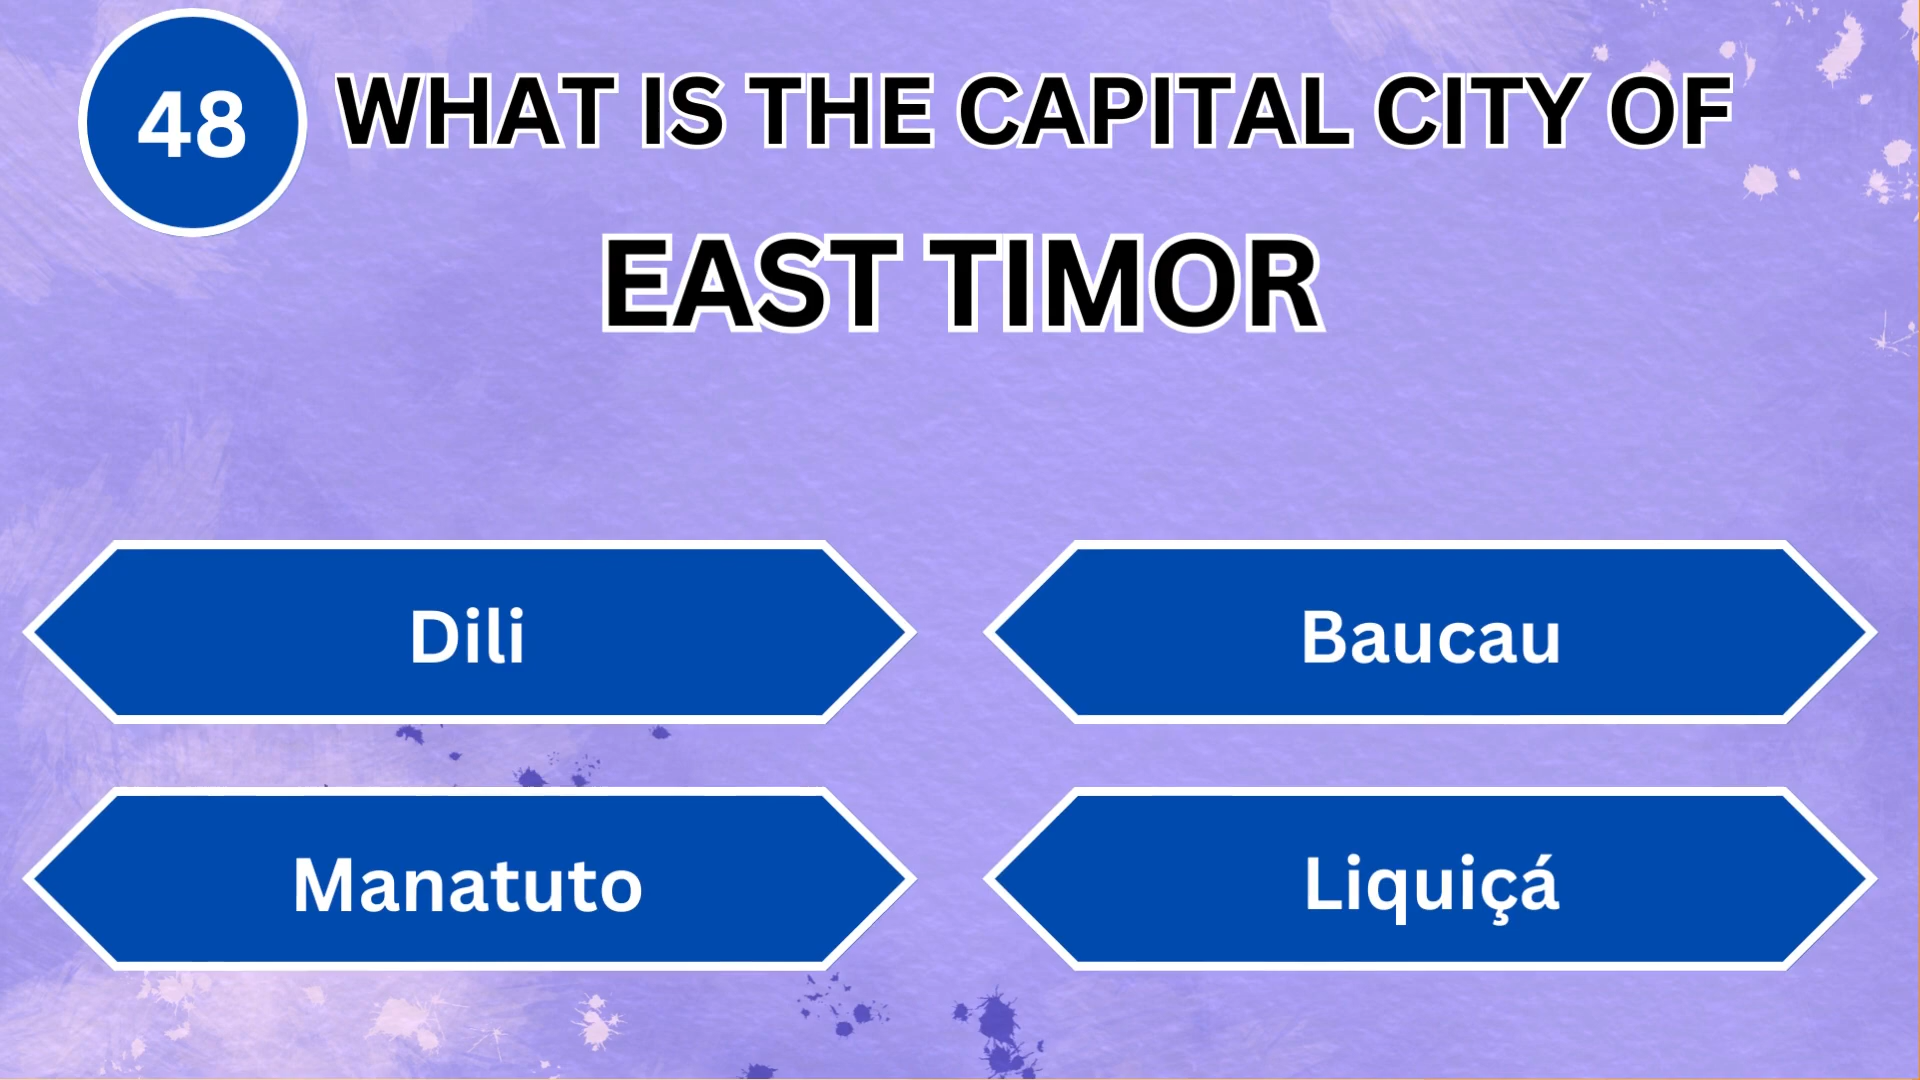 48
WHAT IS THE CAPITAL CITY OF
EAST TIMOR
Dili
Baucau
Manatuto
Liquiçá